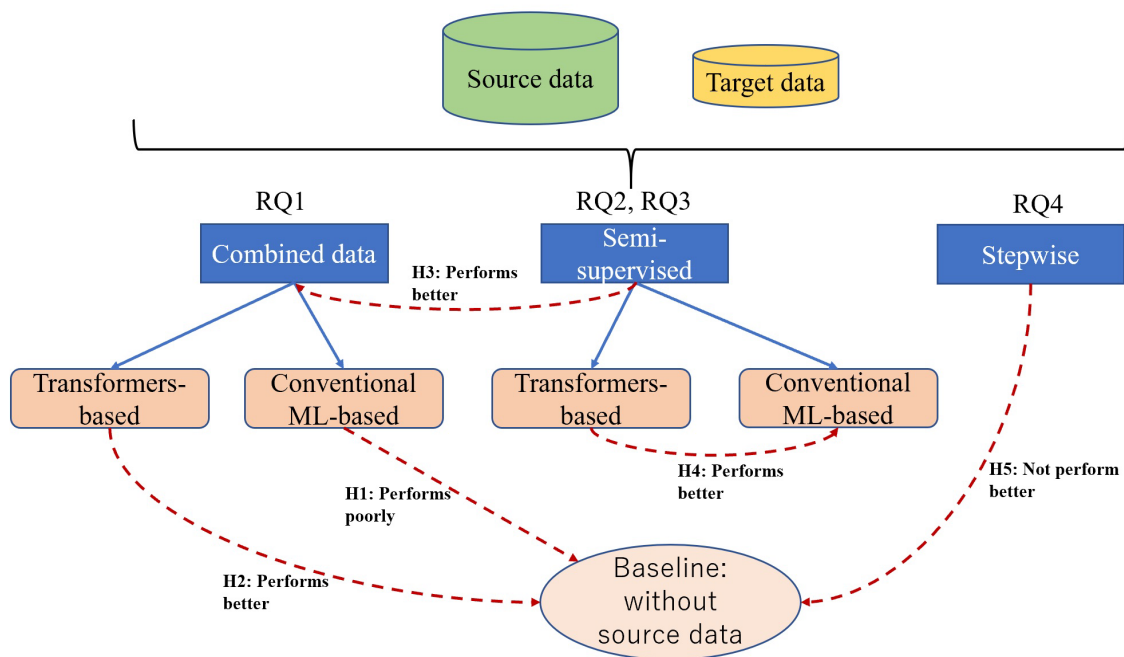 Source data
Target data
RQ1
RQ2, RQ3
RQ4
Combined data
Semi-
supervised
Stepwise
H3: Performs
better
Transformers-
based
Conventional
ML-based
Transformers-
based
Conventional
ML-based
H4: Performs
better
H5: Not perform
better
H1: Performs
poorly
H2: Performs
better
Baseline:
without
source data